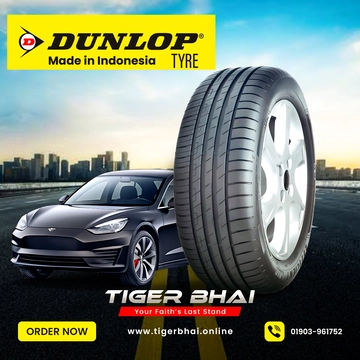 DUNLOP
Made in Indonesia TYRE
TIGER BHAI
Your Faith's Last Stand
ORDER NOW
www.tigerbhai.online
01903-961752